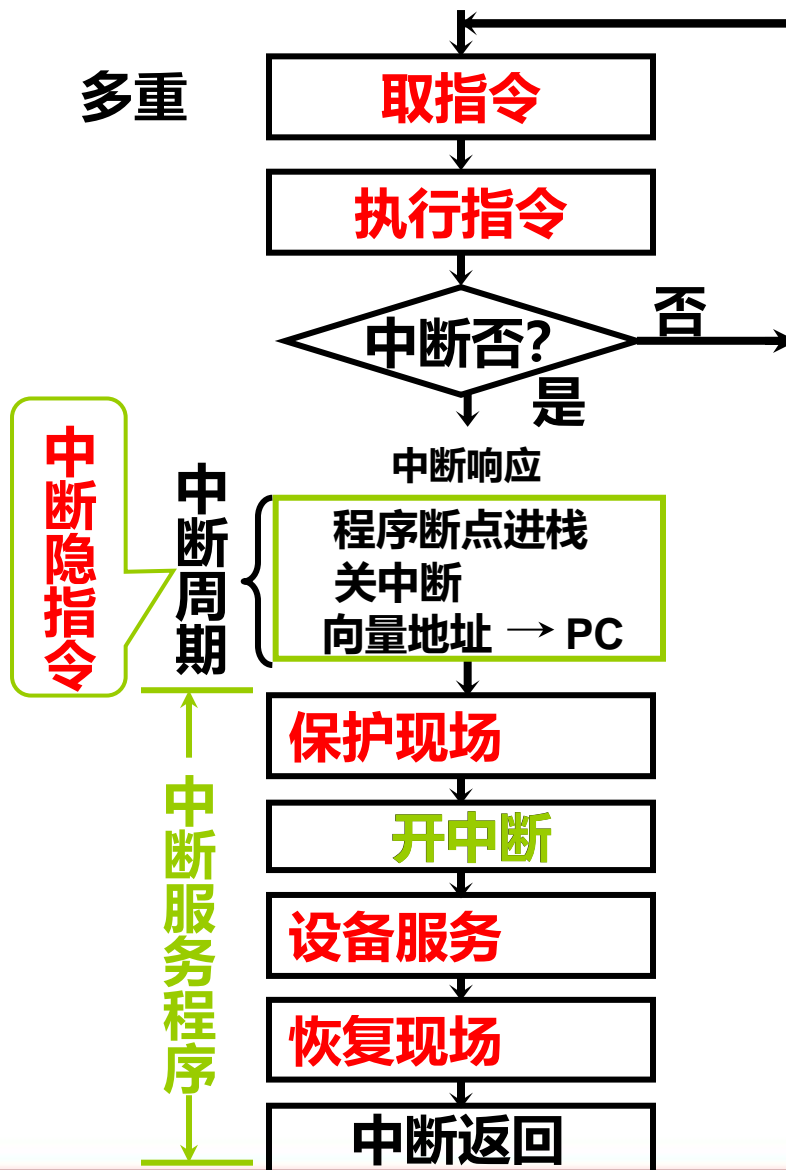 多重
取指令
执行指令
中断否？
否
是
中断响应
中断隐指令
中断周期
程序断点进栈
关中断
向量地址 → PC
中断服务程序
保护现场
开中断
设备服务
恢复现场
中断返回